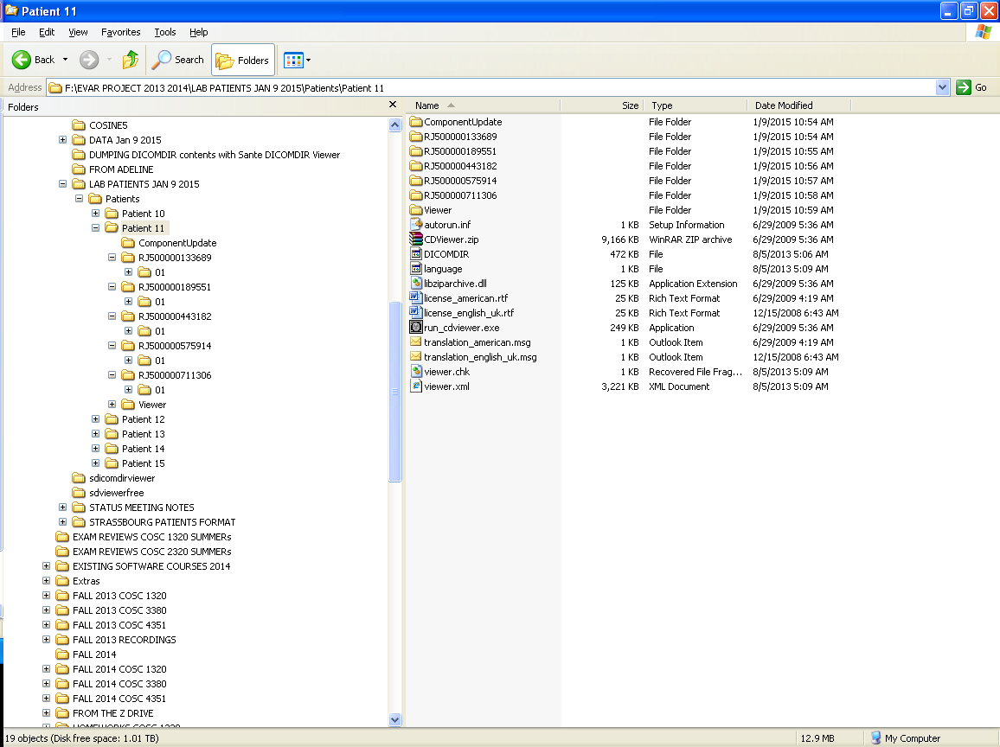 Patient 11
File Edit View Favorites Tools Help
Back Search Folders
Address F:\EVAR PROJECT 2013 2014\LAB PATIENTS JAN 9 2015\Patients\Patient 11 Go
Folders
COSINE5
DATA Jan 9 2015
DUMPING DICOMDIR contents with Sante DICOMDIR Viewer
FROM ADELINE
LAB PATIENTS JAN 9 2015
Patients
Patient 10
Patient 11
ComponentUpdate
RJ500000133689
01
RJ500000189551
01
RJ500000443182
01
RJ500000575914
01
RJ500000711306
01
Viewer
Patient 12
Patient 13
Patient 14
Patient 15
sdicomdirviewer
sdviewerfree
STATUS MEETING NOTES
STRASSBOURG PATIENTS FORMAT
EXAM REVIEWS COSC 1320 SUMMERs
EXAM REVIEWS COSC 2320 SUMMERs
EXISTING SOFTWARE COURSES 2014
Extras
FALL 2013 COSC 1320
FALL 2013 COSC 3380
FALL 2013 COSC 4351
FALL 2013 RECORDINGS
FALL 2014
FALL 2014 COSC 1320
FALL 2014 COSC 3380
FALL 2014 COSC 4351
FROM THE Z DRIVE
HOMEWORKS COSC 1320
Name Size Type Date Modified
ComponentUpdate File Folder 1/9/2015 10:54 AM
RJ500000133689 File Folder 1/9/2015 10:54 AM
RJ500000189551 File Folder 1/9/2015 10:55 AM
RJ500000443182 File Folder 1/9/2015 10:56 AM
RJ500000575914 File Folder 1/9/2015 10:57 AM
RJ500000711306 File Folder 1/9/2015 10:58 AM
Viewer File Folder 1/9/2015 10:59 AM
autorun.inf 1 KB Setup Information 6/29/2009 5:36 AM
CDViewer.zip 9,166 KB WinRAR ZIP archive 6/29/2009 5:36 AM
DICOMDIR 472 KB File 8/5/2013 5:06 AM
language 1 KB File 8/5/2013 5:09 AM
libziparchive.dll 125 KB Application Extension 6/29/2009 5:36 AM
license_american.rtf 25 KB Rich Text Format 6/29/2009 4:19 AM
license_english_uk.rtf 25 KB Rich Text Format 12/15/2008 6:43 AM
run_cdviewer.exe 249 KB Application 6/29/2009 5:36 AM
translation_american.msg 1 KB Outlook Item 6/29/2009 4:19 AM
translation_english_uk.msg 1 KB Outlook Item 12/15/2008 6:43 AM
viewer.chk 1 KB Recovered File Frag... 8/5/2013 5:09 AM
viewer.xml 3,221 KB XML Document 8/5/2013 5:09 AM
19 objects (Disk free space: 1.01 TB) 12.9 MB My Computer